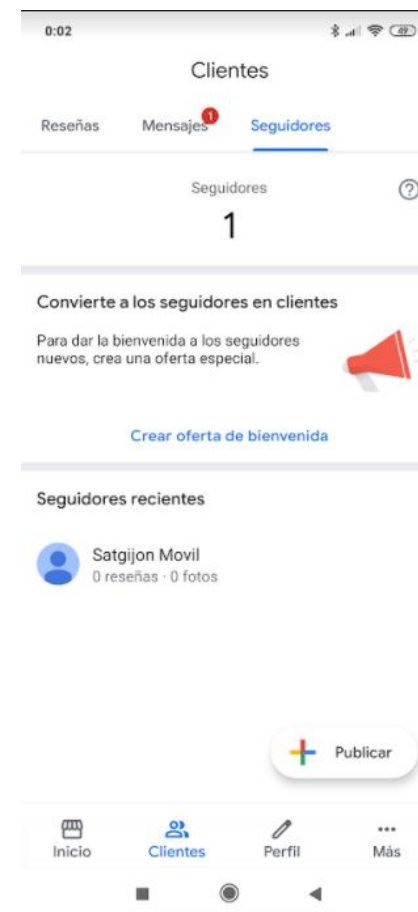 0:02
49
Clientes
Reseñas
Mensajes
1
Seguidores
Seguidores
?
1
Convierte a los seguidores en clientes
Para dar la bienvenida a los seguidores
nuevos, crea una oferta especial.
Crear oferta de bienvenida
Seguidores recientes
Satgijon Movil
0 reseñas · 0 fotos
Publicar
Inicio
Clientes
Perfil
Más